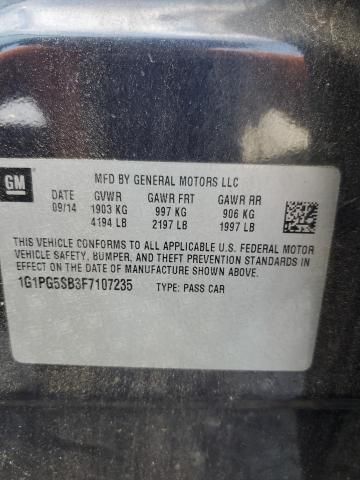 MFD BY GENERAL MOTORS LLC
GM
DATE GVWR GAWR FRT GAWR RR
09/14 1903 KG 997 KG 906 KG
4194 LB 2197 LB 1997 LB
THIS VEHICLE CONFORMS TO ALL APPLICABLE U.S. FEDERAL MOTOR
VEHICLE SAFETY, BUMPER, AND THEFT PREVENTION STANDARDS IN
EFFECT ON THE DATE OF MANUFACTURE SHOWN ABOVE.
1G1PG5SB3F7107235 TYPE: PASS CAR